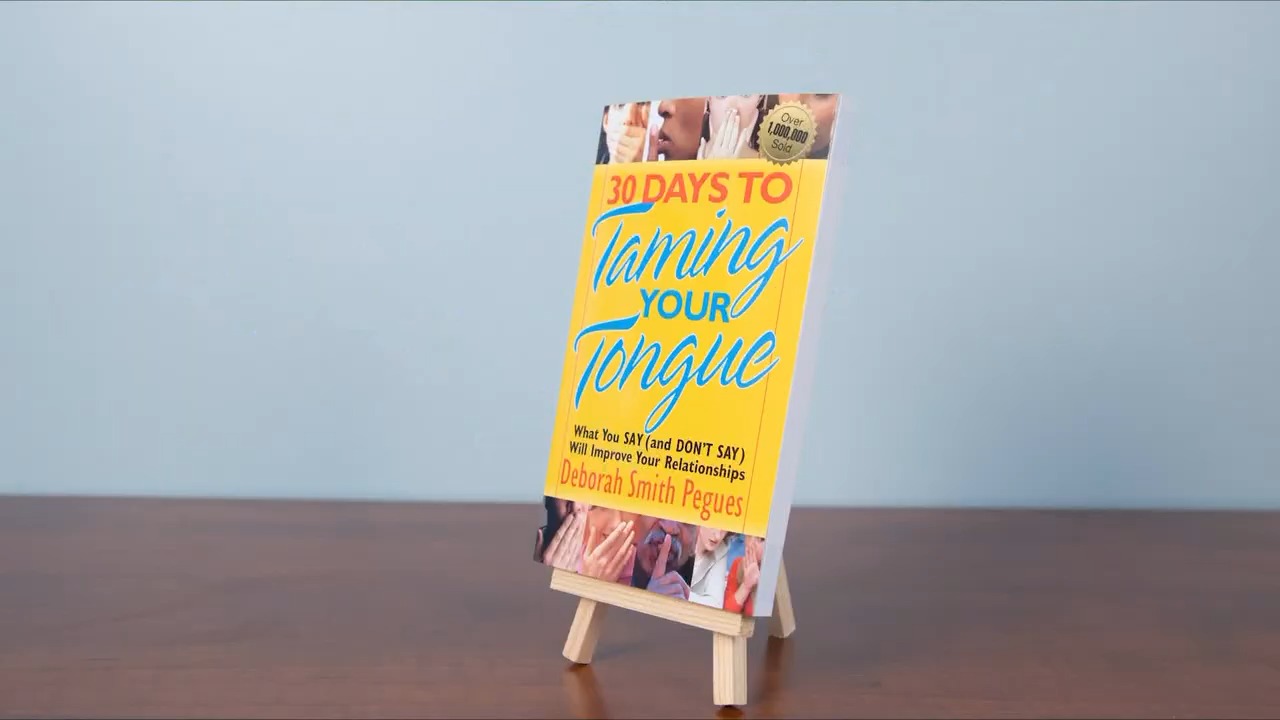 Over
1,000,000
Sold
30 DAYS TO
Taming
YOUR
Tongue
What You SAY (and DON'T SAY)
Will Improve Your Relationships
Deborah Smith Pegues